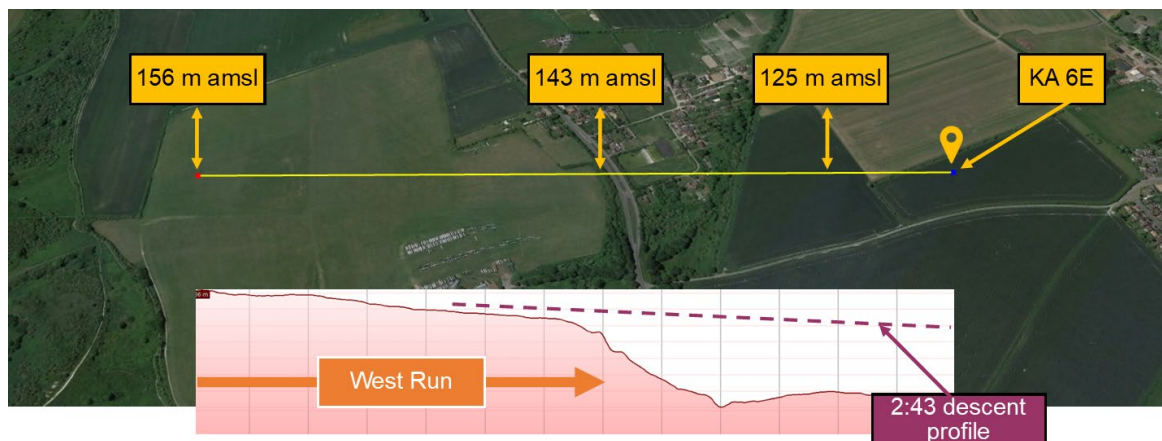 156 m amsl
143 m amsl
125 m amsl
KA 6E
West Run
2:43 descent
profile